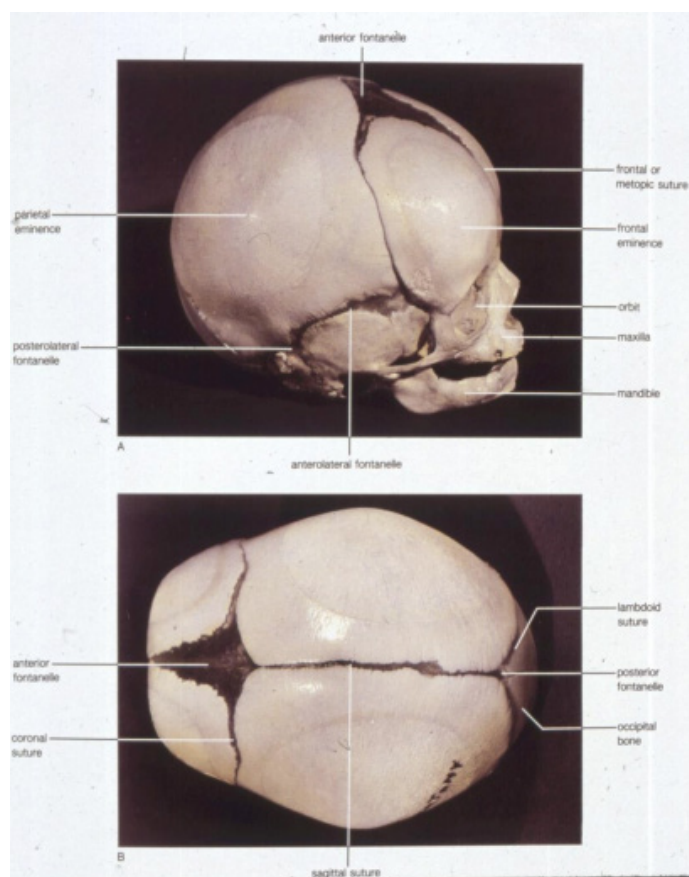 anterior fontanelle
frontal or
metopic suture
parietal
eminence
frontal
eminence
orbit
maxilla
posterolateral
fontanelle
mandible
A
anterolateral fontanelle
lambdoid
suture
anterior
fontanelle
posterior
fontanelle
coronal
suture
occipital
bone
B
sagittal suture